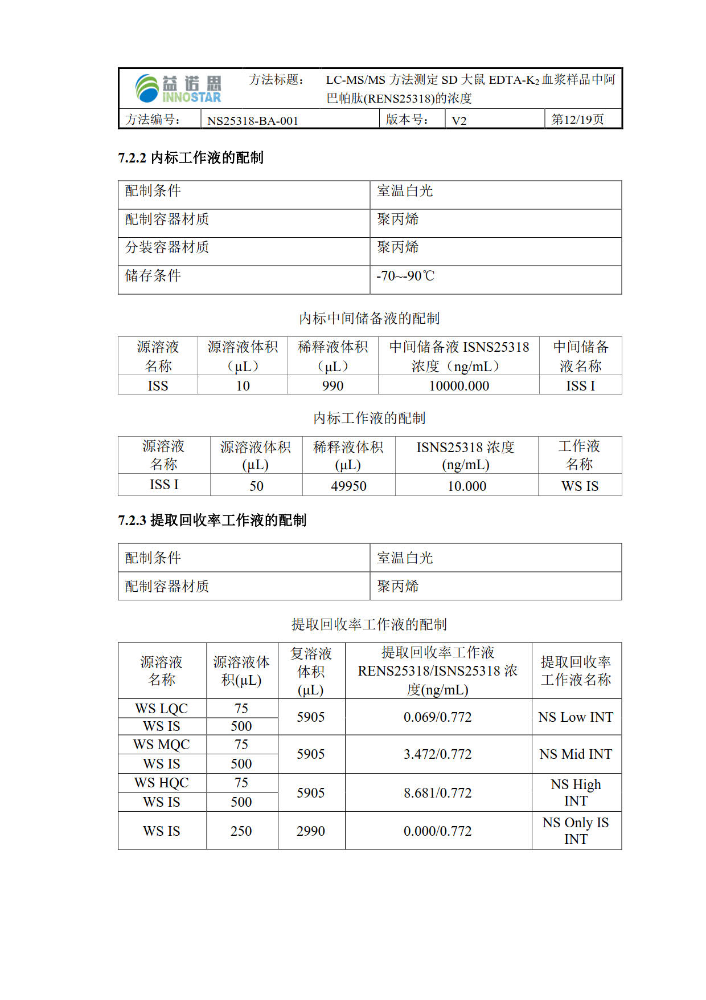 益诺思
INNOSTAR
方法标题： LC-MS/MS 方法测定 SD 大鼠 EDTA-K2 血浆样品中阿
巴帕肽(RENS25318)的浓度
方法编号： NS25318-BA-001 版本号： V2 第12/19页
7.2.2 内标工作液的配制
配制条件 室温白光
配制容器材质 聚丙烯
分装容器材质 聚丙烯
储存条件 -70~-90℃
内标中间储备液的配制
源溶液 源溶液体积 稀释液体积 中间储备液 ISNS25318 中间储备
名称 （µL） （µL） 浓度（ng/mL） 液名称
ISS 10 990 10000.000 ISS I
内标工作液的配制
源溶液 源溶液体积 稀释液体积 ISNS25318 浓度 工作液
名称 (µL) (µL) (ng/mL) 名称
ISS I 50 49950 10.000 WS IS
7.2.3 提取回收率工作液的配制
配制条件 室温白光
配制容器材质 聚丙烯
提取回收率工作液的配制
源溶液
名称
源溶液体
积(µL)
复溶液
体积
(µL)
提取回收率工作液
RENS25318/ISNS25318 浓
度(ng/mL)
提取回收率
工作液名称
WS LQC 75
WS IS 500
5905 0.069/0.772 NS Low INT
WS MQC 75
WS IS 500
5905 3.472/0.772 NS Mid INT
WS HQC 75
WS IS 500
5905 8.681/0.772 NS High
INT
WS IS 250 2990 0.000/0.772 NS Only IS
INT